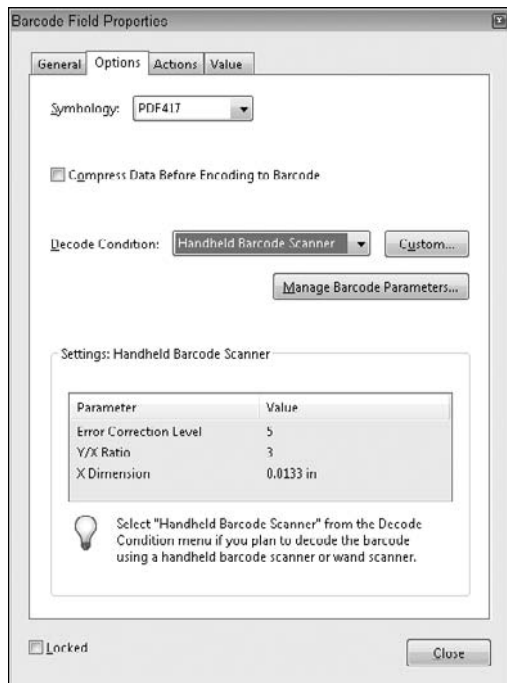 Barcode Field Properties
General Options Actions Value
Symbology: PDF417
Compress Data Before Encoding to Barcode
Decode Condition: Handheld Barcode Scanner Custom...
Manage Barcode Parameters...
Settings: Handheld Barcode Scanner
Parameter Value
Error Correction Level 5
Y/X Ratio 3
X Dimension 0.0133 in
Select "Handheld Barcode Scanner" from the Decode
Condition menu if you plan to decode the barcode
using a handheld barcode scanner or wand scanner.
Locked Close